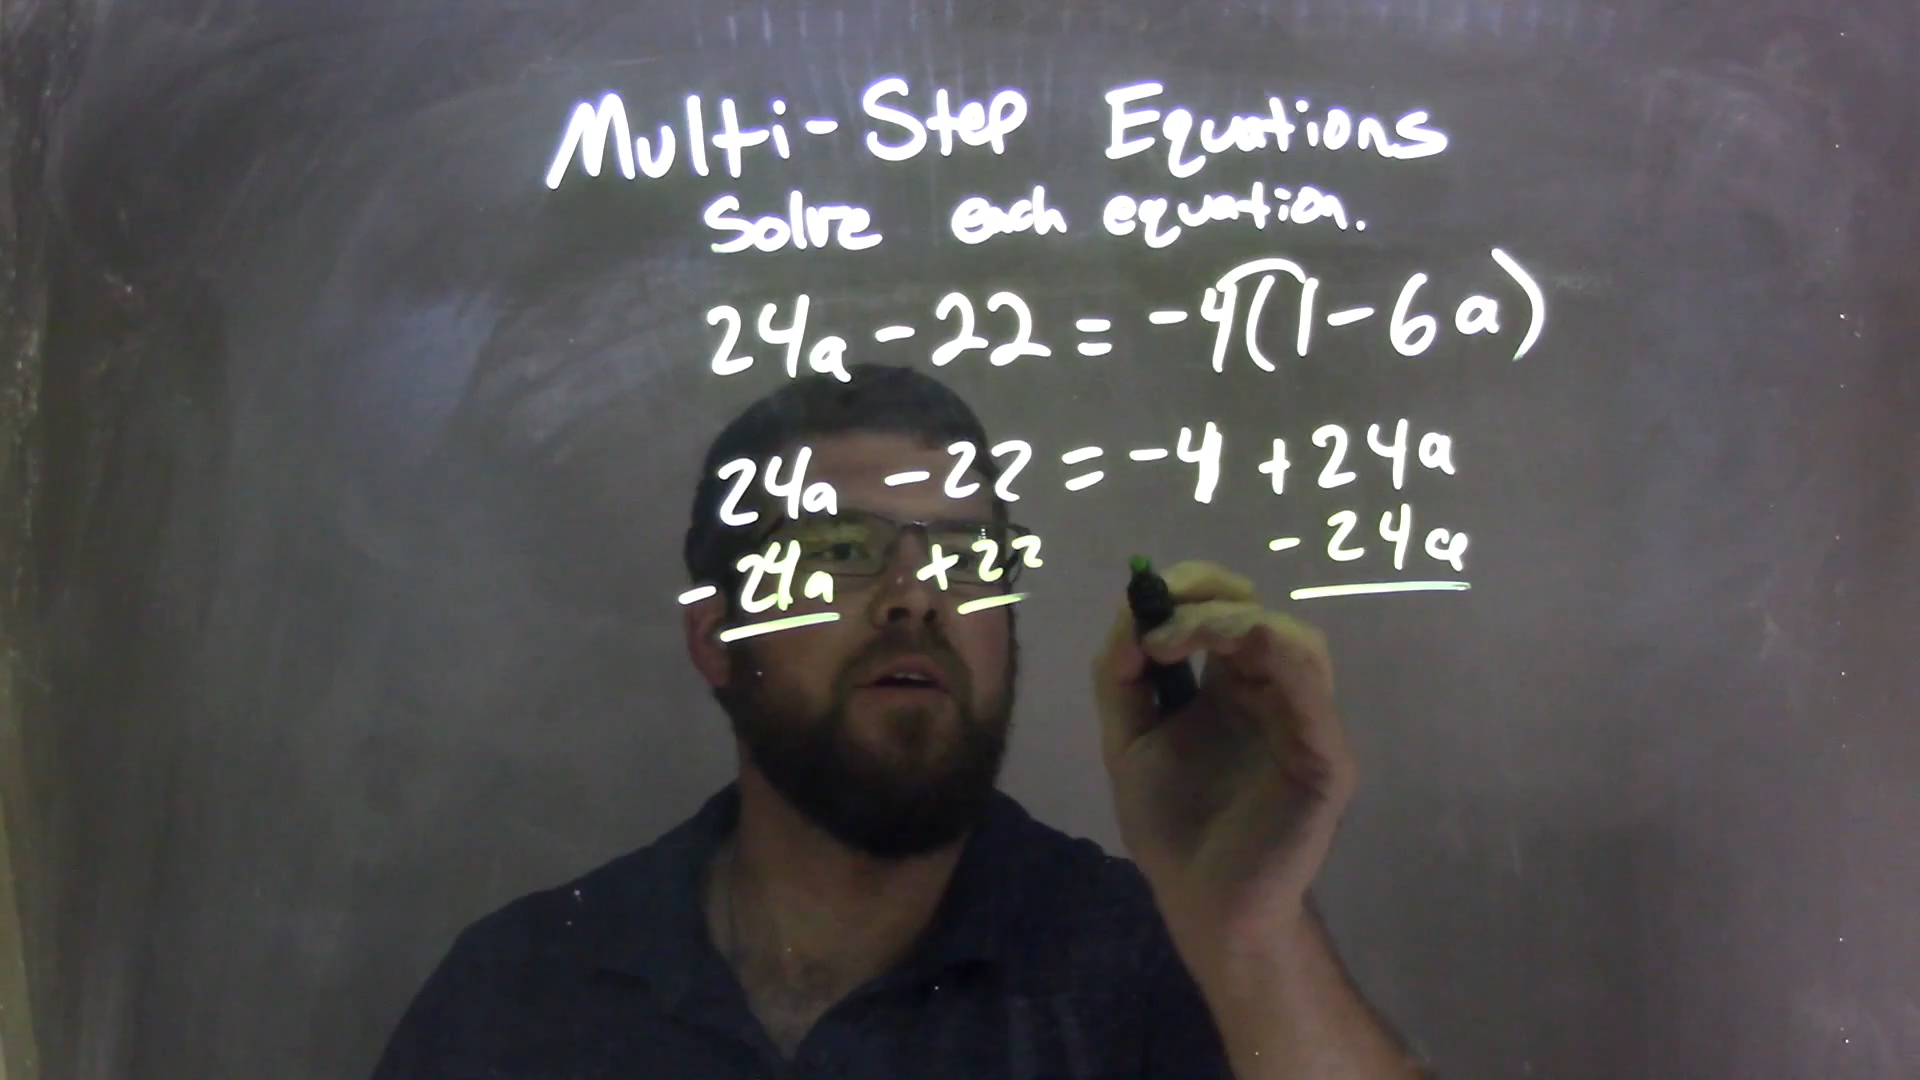 Multi-Step Equations
Solve each equation.
24a - 22 = -4(1 - 6a)
24a - 22 = -4 + 24a
- 24a + 22 - 24a